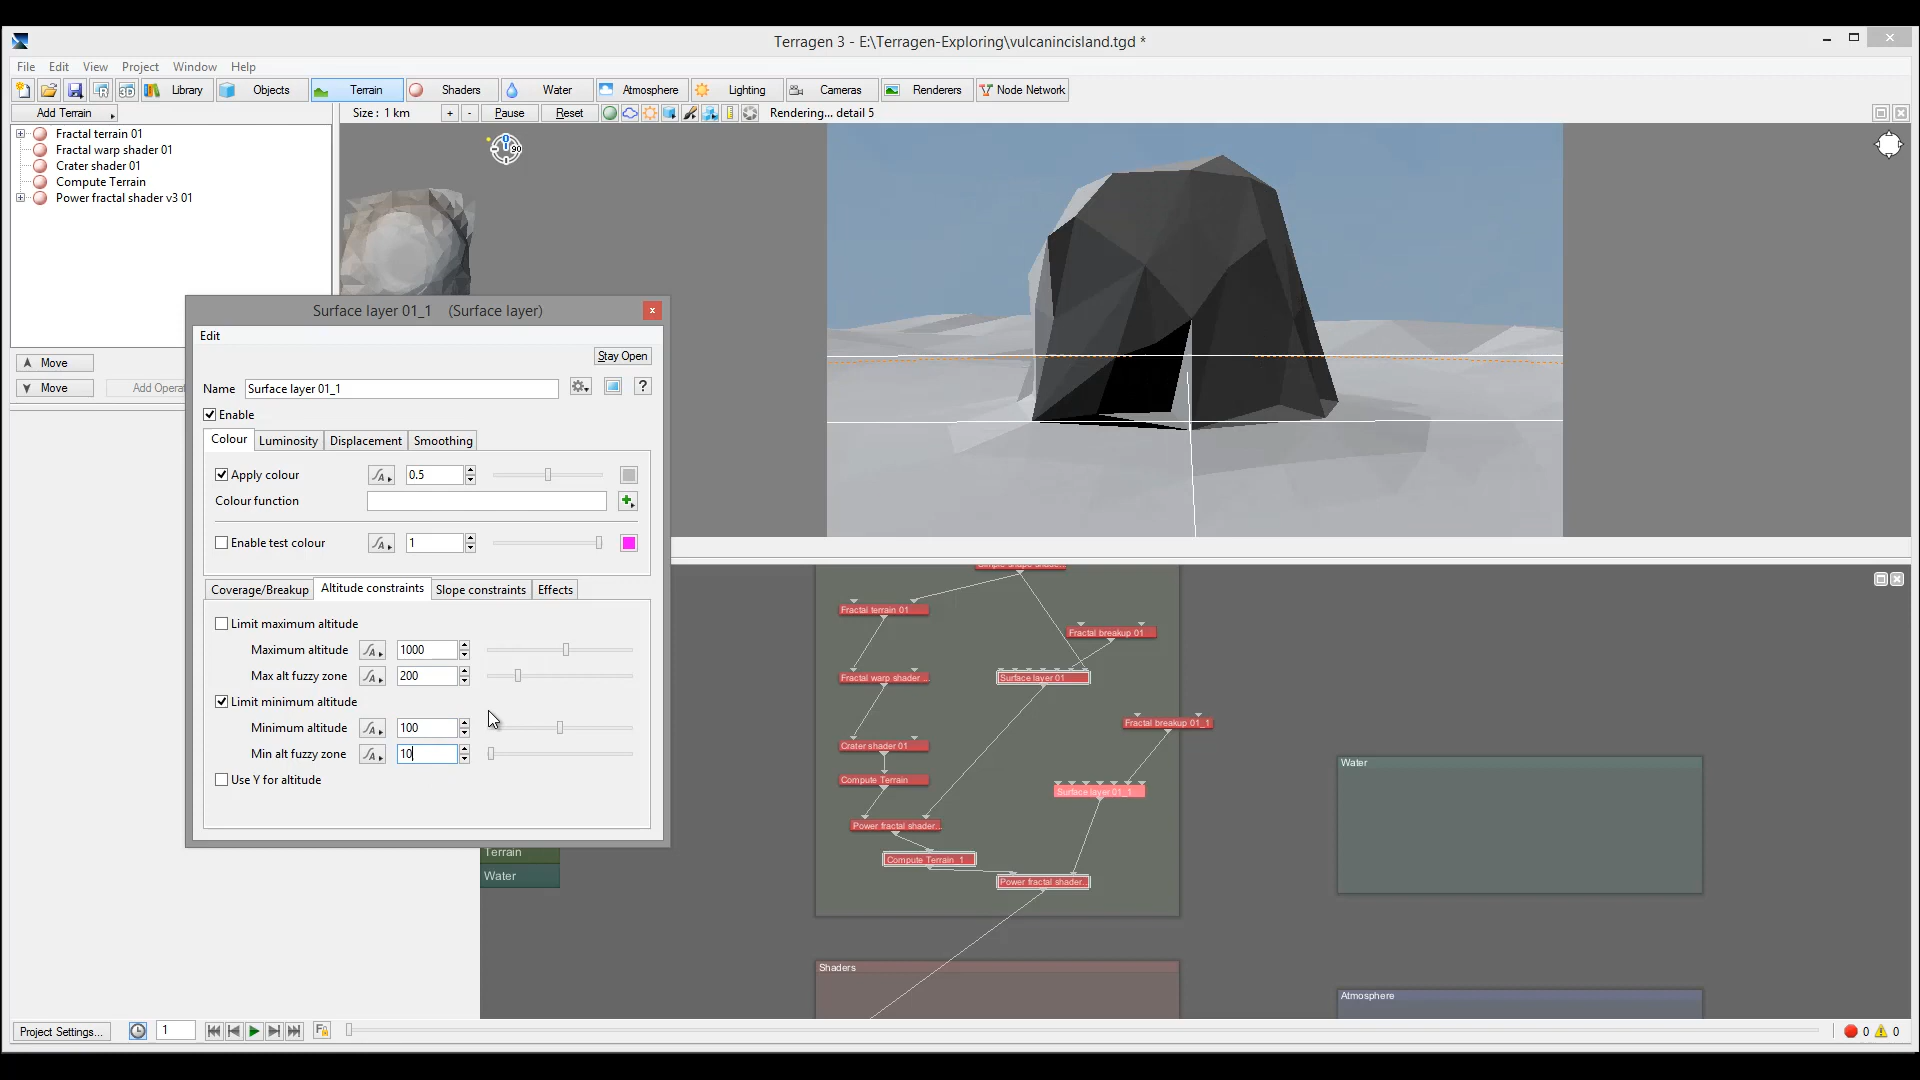 Terragen 3 - E:\Terragen-Exploring\vulcanincisland.tgd *
File Edit View Project Window Help
Library Objects Terrain Shaders Water Atmosphere Lighting Cameras Renderers Node Network
Add Terrain Size : 1 km + - Pause Reset Rendering... detail 5
Fractal terrain 01
Fractal warp shader 01
Crater shader 01
Compute Terrain
Power fractal shader v3 01
90
Surface layer 01_1 (Surface layer)
Edit
Stay Open
Move
Move Add Operat
Name Surface layer 01_1 ?
Enable
Colour Luminosity Displacement Smoothing
Apply colour 0.5
Colour function
Enable test colour 1
Coverage/Breakup Altitude constraints Slope constraints Effects
Limit maximum altitude
Maximum altitude 1000
Max alt fuzzy zone 200
Limit minimum altitude
Minimum altitude 100
Min alt fuzzy zone 10
Use Y for altitude
Terrain
Water
Simple shape shade...
Fractal terrain 01
Fractal breakup 01
Fractal warp shader ...
Surface layer 01
Fractal breakup 01_1
Crater shader 01
Compute Terrain
Surface layer 01_1
Power fractal shader...
Compute Terrain_1
Power fractal shader...
Shaders
Water
Atmosphere
Project Settings... 1 0 0